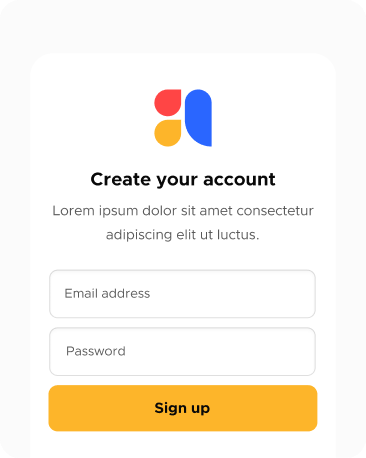 Create your account
Lorem ipsum dolor sit amet consectetur
adipiscing elit ut luctus.
Email address
Password
Sign up